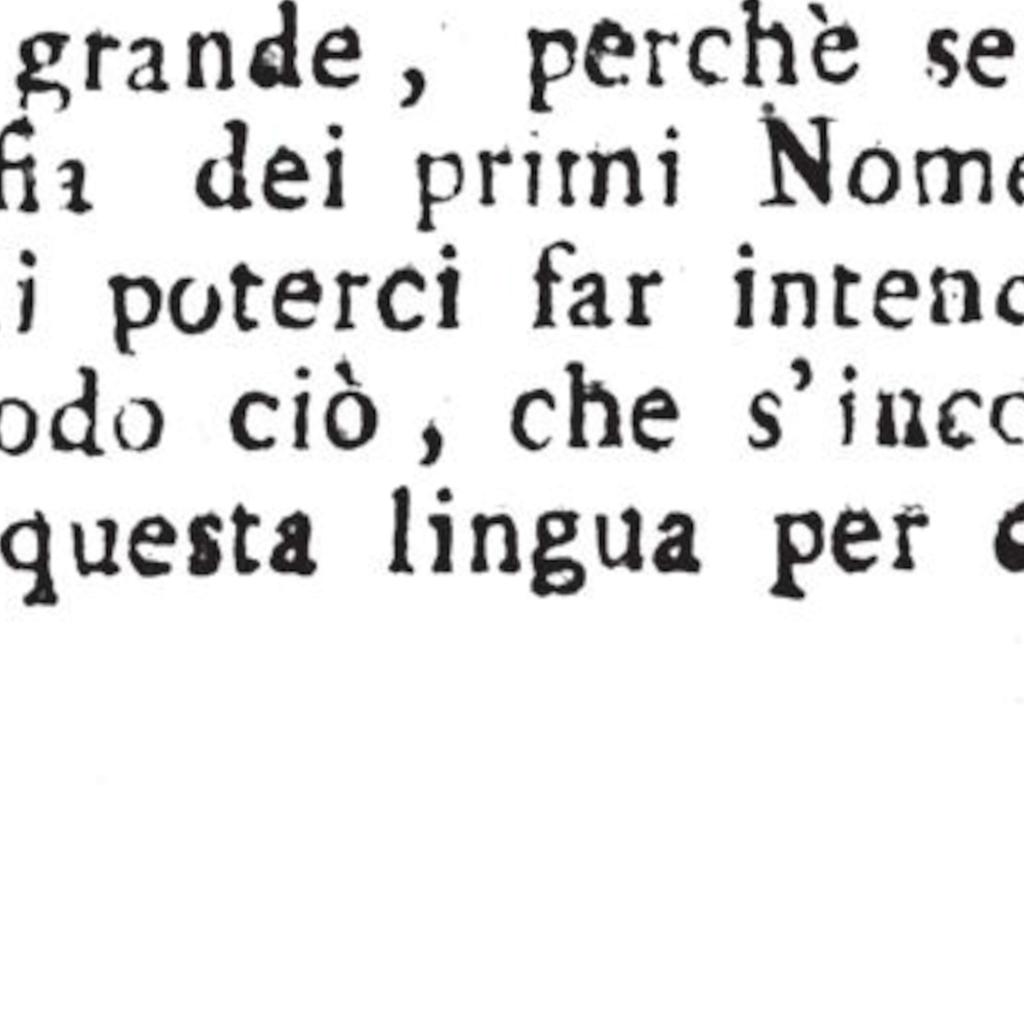 grande, perchè se
fia dei primi Nome
i poterci far intend
odo ciò, che s'inco
questa lingua per